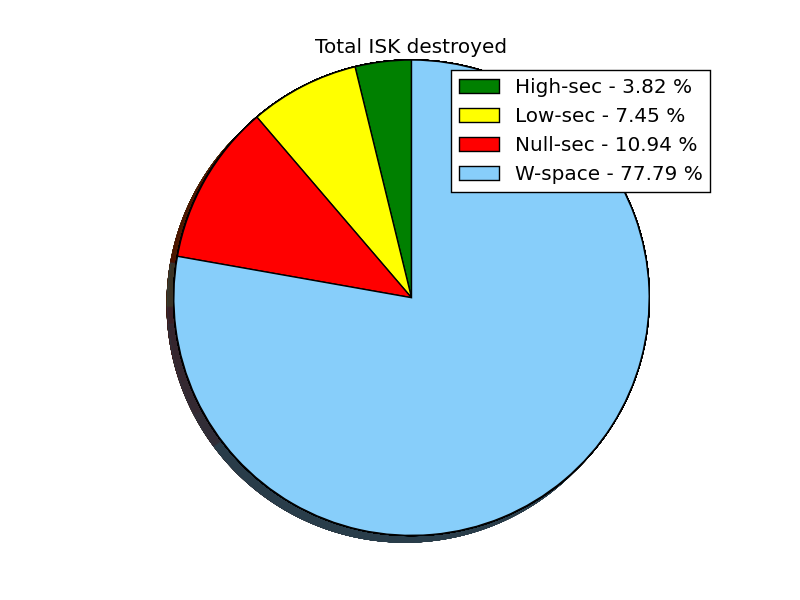 Total ISK destroyed
High-sec - 3.82 %
Low-sec - 7.45 %
Null-sec - 10.94 %
W-space - 77.79 %